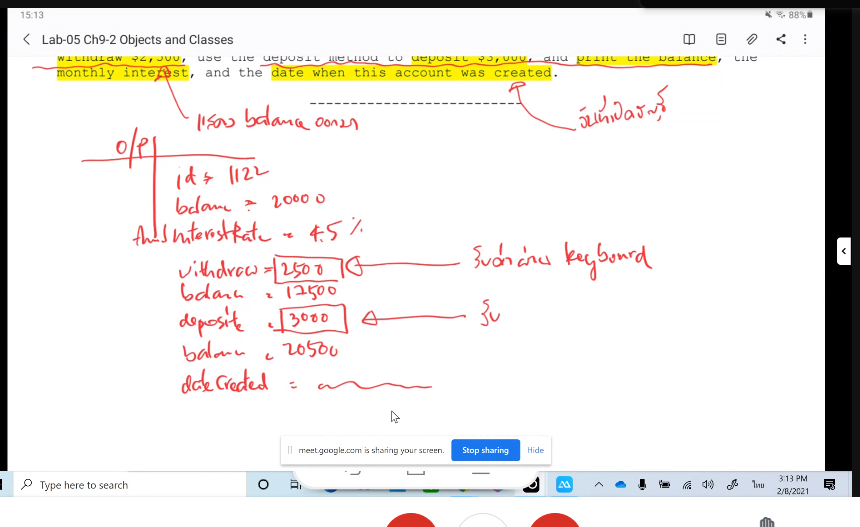 15:13
88%
Lab-05 Ch9-2 Objects and Classes
withdraw $2,500, use the deposit method to deposit $3,000, and print the balance, the
monthly interest, and the date when this account was created.
--------------------------
แสดง balance ออกมา
วันที่เปิดบัญชี
O/P
id = 1122
balance = 20000
InterestRate = 4.5 %
withdraw = 2500
รับค่าผ่าน keyboard
balance = 17500
deposite = 3000
รับ
balance = 20500
dateCreated =
meet.google.com is sharing your screen.
Stop sharing
Hide
Type here to search
ไทย
3:13 PM
2/8/2021